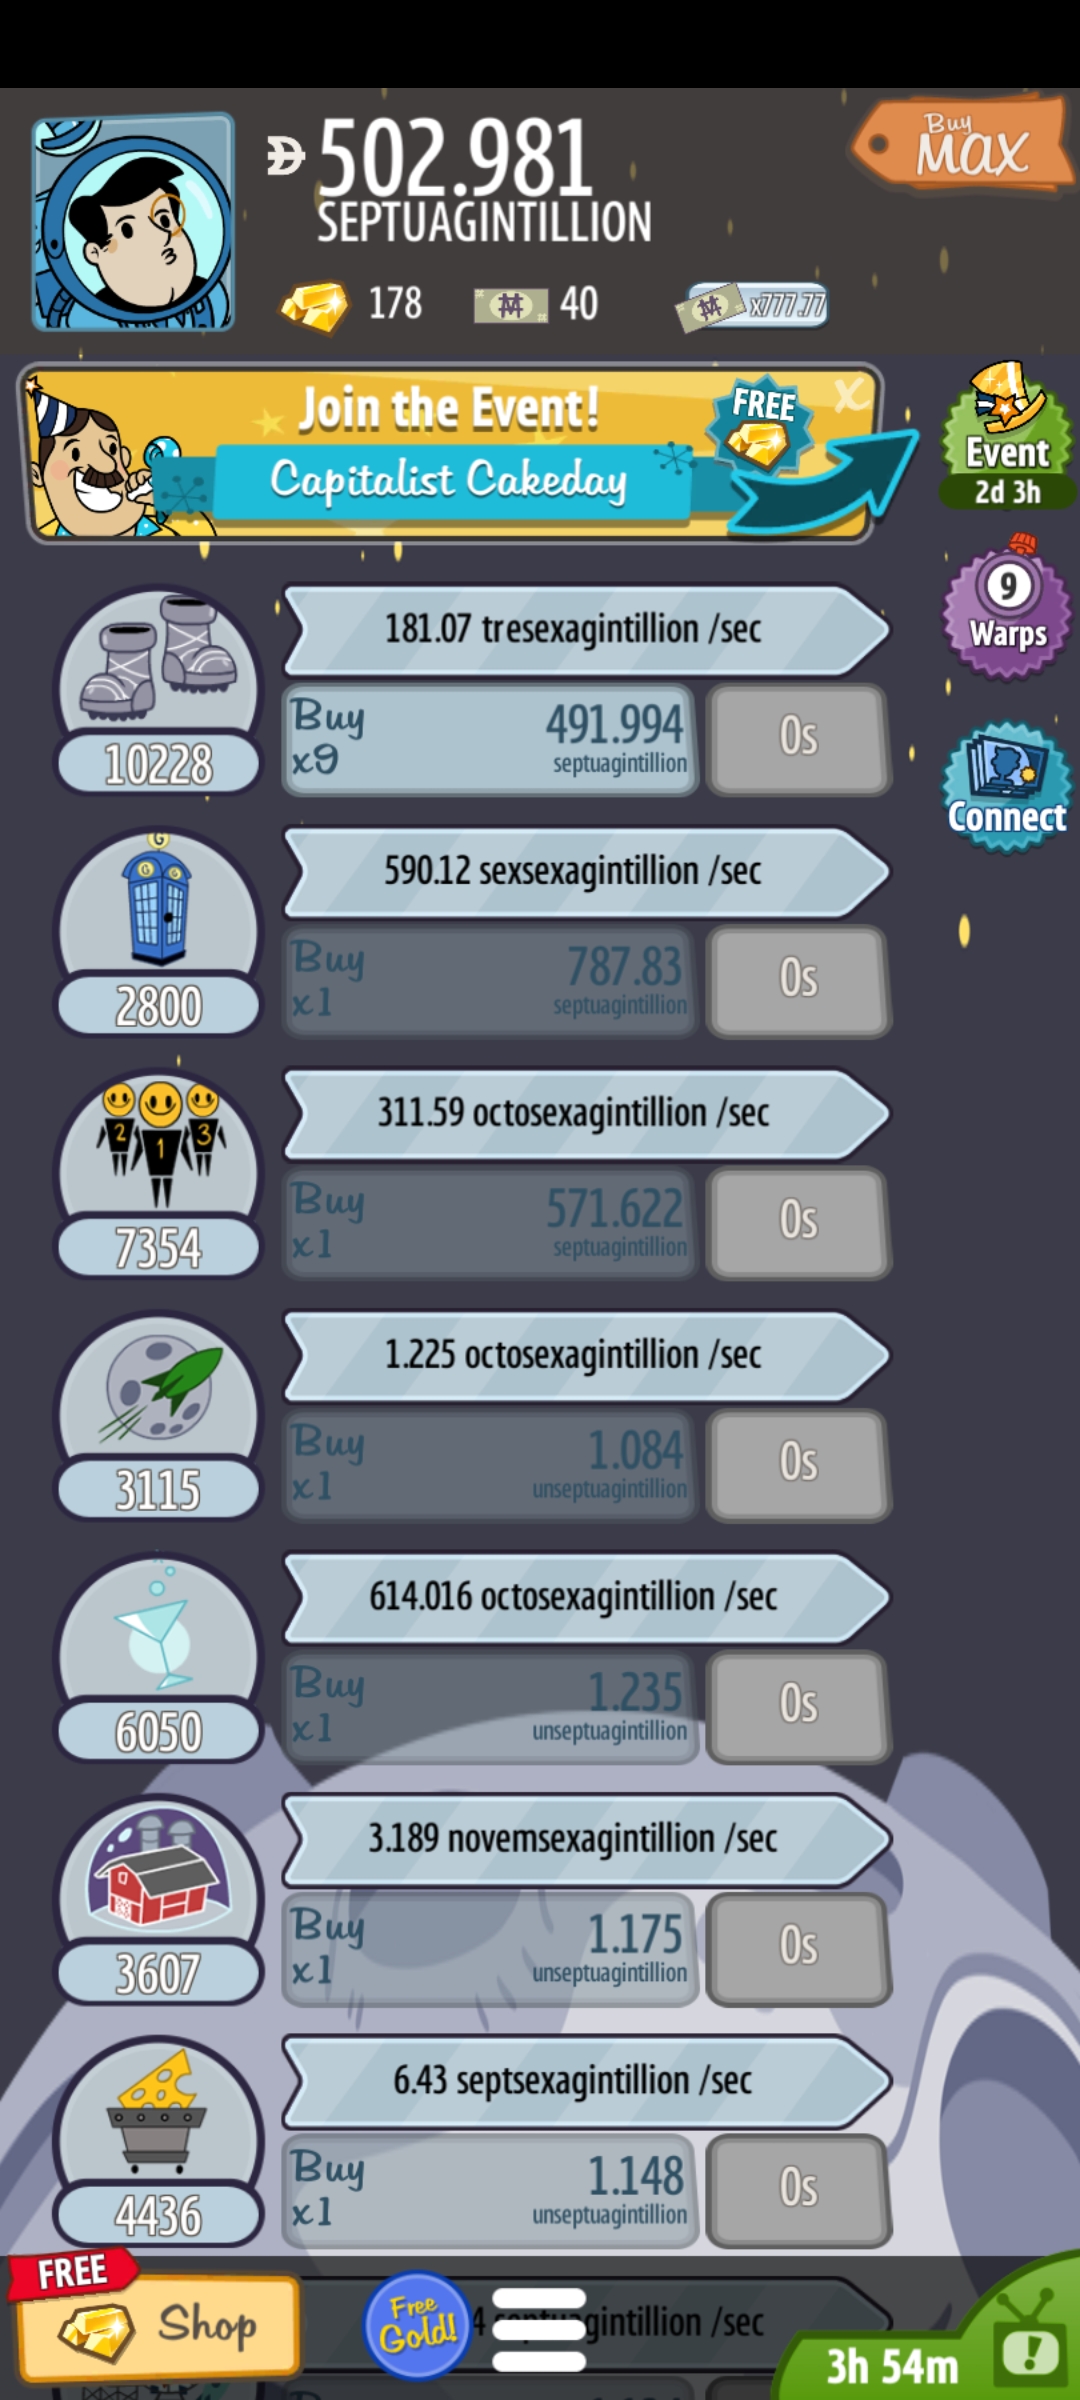 502.981
SEPTUAGINTILLION
Buy
MAX
178
40
x777.77
Join the Event!
FREE
x
Capitalist Cakeday
Event
2d 3h
9
Warps
Connect
181.07 tresexagintillion /sec
Buy
x9
491.994
septuagintillion
0s
10228
G
G G
590.12 sexsexagintillion /sec
Buy
x1
787.83
septuagintillion
0s
2800
2 1 3
311.59 octosexagintillion /sec
Buy
x1
571.622
septuagintillion
0s
7354
1.225 octosexagintillion /sec
Buy
x1
1.084
unseptuagintillion
0s
3115
614.016 octosexagintillion /sec
Buy
x1
1.235
unseptuagintillion
0s
6050
3.189 novemsexagintillion /sec
Buy
x1
1.175
unseptuagintillion
0s
3607
6.43 septsexagintillion /sec
Buy
x1
1.148
unseptuagintillion
0s
4436
FREE
Shop
Free
Gold!
4 septuagintillion /sec
3h 54m
!